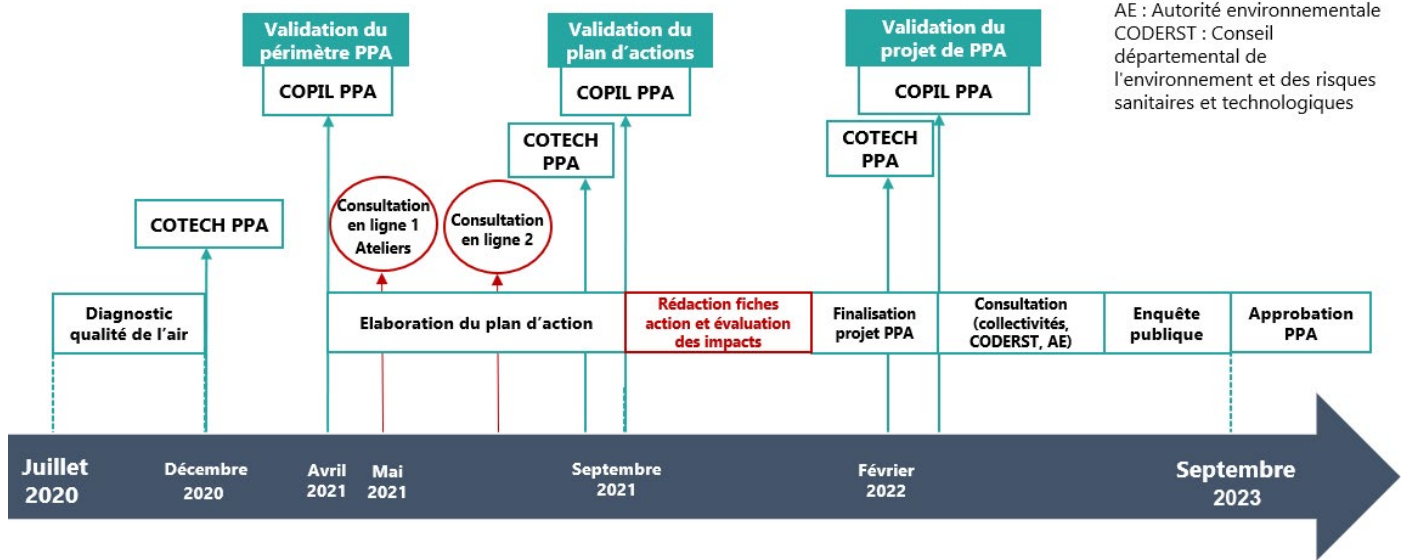 AE : Autorité environnementale
CODERST : Conseil
départemental de
l'environnement et des risques
sanitaires et technologiques
Validation du
périmètre PPA
COPIL PPA
Validation du
plan d'actions
COPIL PPA
Validation du
projet de PPA
COPIL PPA
COTECH PPA
Consultation
en ligne 1
Ateliers
Consultation
en ligne 2
COTECH
PPA
COTECH
PPA
Diagnostic
qualité de l'air
Elaboration du plan d'action
Rédaction fiches
action et évaluation
des impacts
Finalisation
projet PPA
Consultation
(collectivités,
CODERST, AE)
Enquête
publique
Approbation
PPA
Juillet
2020
Décembre
2020
Avril
2021
Mai
2021
Septembre
2021
Février
2022
Septembre
2023